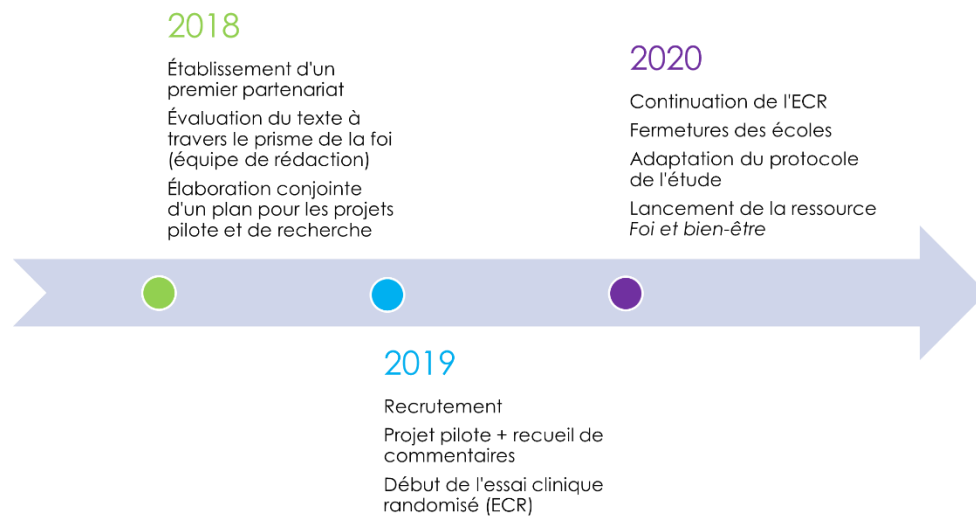 2018
Établissement d'un
premier partenariat
Évaluation du texte à
travers le prisme de la foi
(équipe de rédaction)
Élaboration conjointe
d'un plan pour les projets
pilote et de recherche
2019
Recrutement
Projet pilote + recueil de
commentaires
Début de l'essai clinique
randomisé (ECR)
2020
Continuation de l'ECR
Fermetures des écoles
Adaptation du protocole
de l'étude
Lancement de la ressource
Foi et bien-être